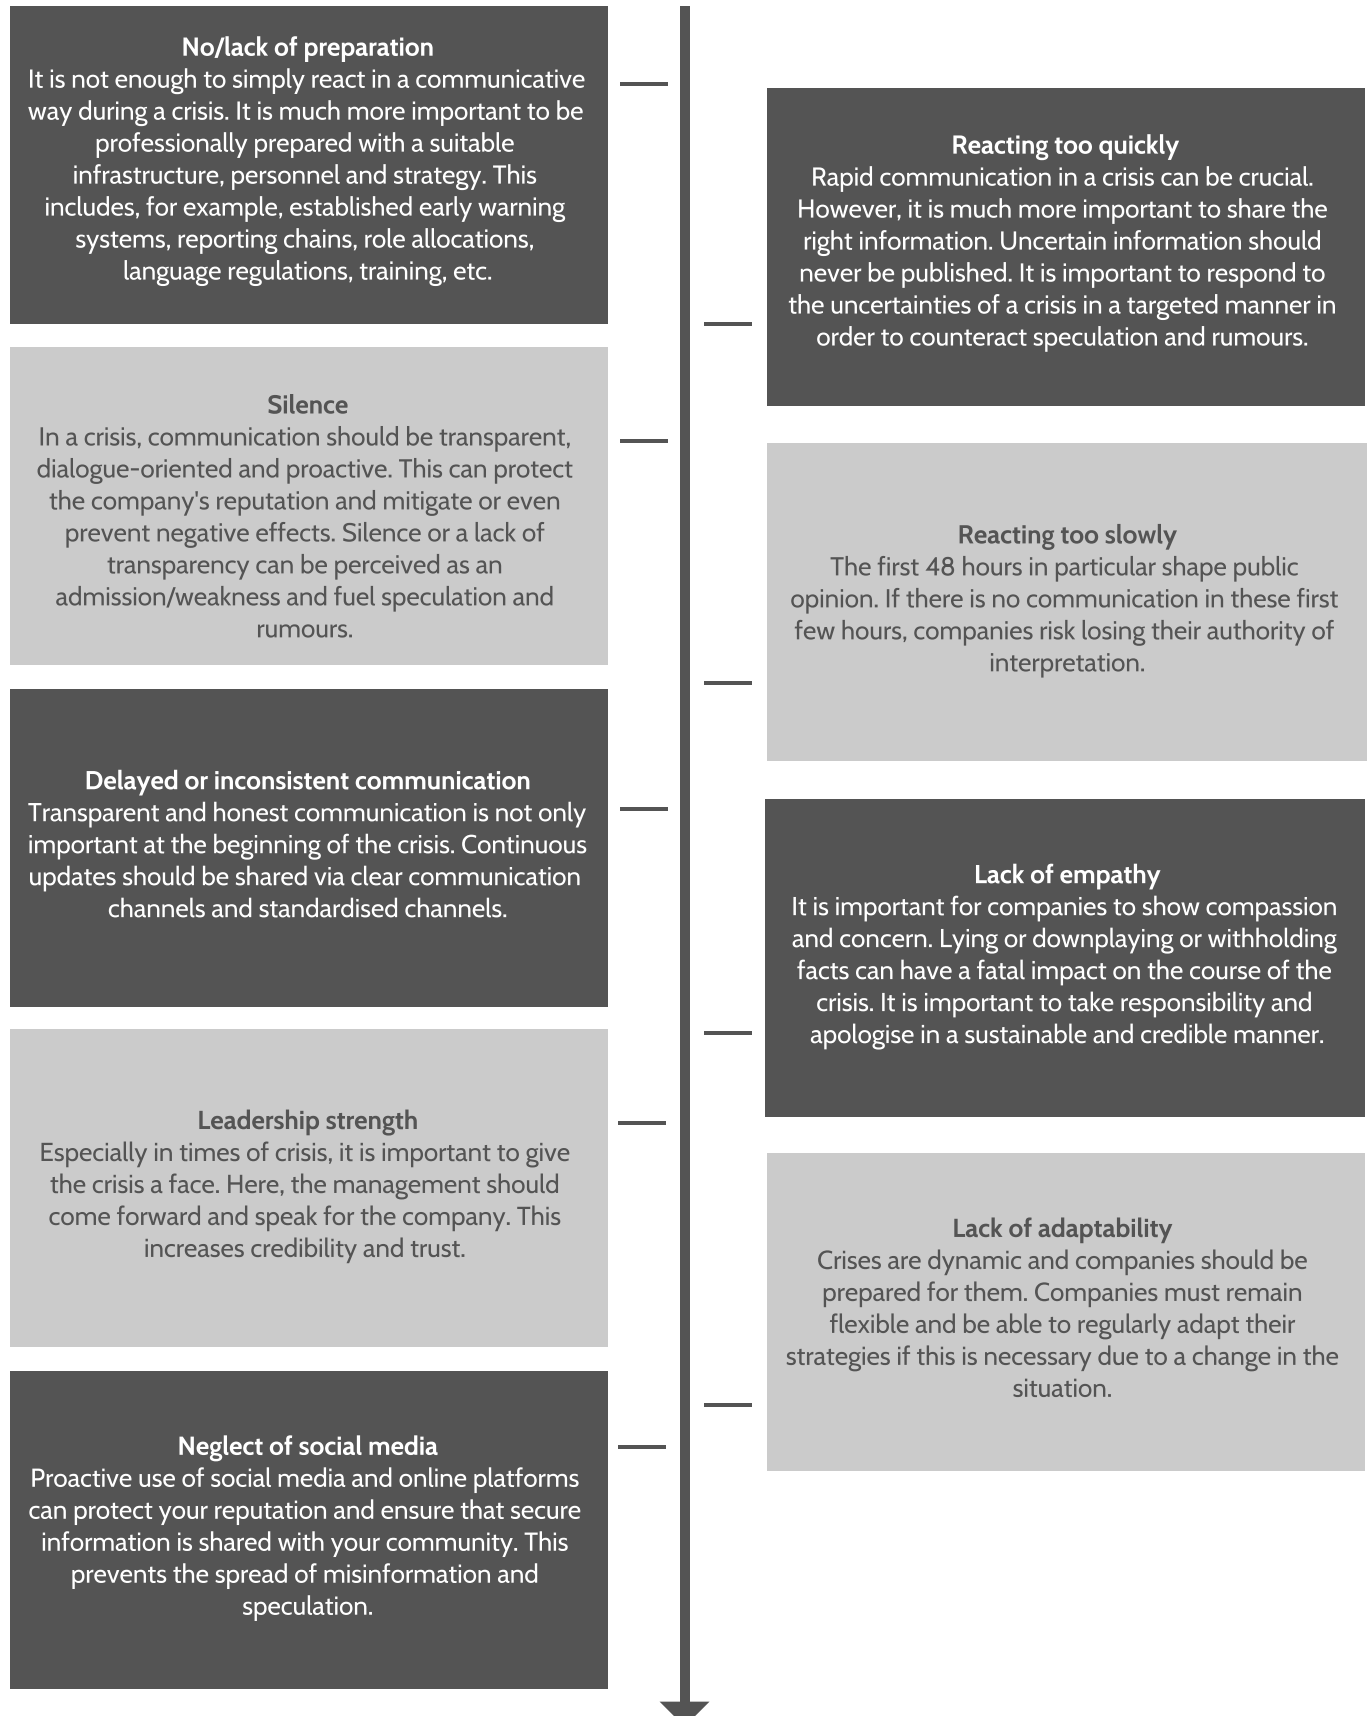 No/lack of preparation
It is not enough to simply react in a communicative
way during a crisis. It is much more important to be
professionally prepared with a suitable
infrastructure, personnel and strategy. This
includes, for example, established early warning
systems, reporting chains, role allocations,
language regulations, training, etc.
Reacting too quickly
Rapid communication in a crisis can be crucial.
However, it is much more important to share the
right information. Uncertain information should
never be published. It is important to respond to
the uncertainties of a crisis in a targeted manner in
order to counteract speculation and rumours.
Silence
In a crisis, communication should be transparent,
dialogue-oriented and proactive. This can protect
the company's reputation and mitigate or even
prevent negative effects. Silence or a lack of
transparency can be perceived as an
admission/weakness and fuel speculation and
rumours.
Reacting too slowly
The first 48 hours in particular shape public
opinion. If there is no communication in these first
few hours, companies risk losing their authority of
interpretation.
Delayed or inconsistent communication
Transparent and honest communication is not only
important at the beginning of the crisis. Continuous
updates should be shared via clear communication
channels and standardised channels.
Lack of empathy
It is important for companies to show compassion
and concern. Lying or downplaying or withholding
facts can have a fatal impact on the course of the
crisis. It is important to take responsibility and
apologise in a sustainable and credible manner.
Leadership strength
Especially in times of crisis, it is important to give
the crisis a face. Here, the management should
come forward and speak for the company. This
increases credibility and trust.
Lack of adaptability
Crises are dynamic and companies should be
prepared for them. Companies must remain
flexible and be able to regularly adapt their
strategies if this is necessary due to a change in the
situation.
Neglect of social media
Proactive use of social media and online platforms
can protect your reputation and ensure that secure
information is shared with your community. This
prevents the spread of misinformation and
speculation.